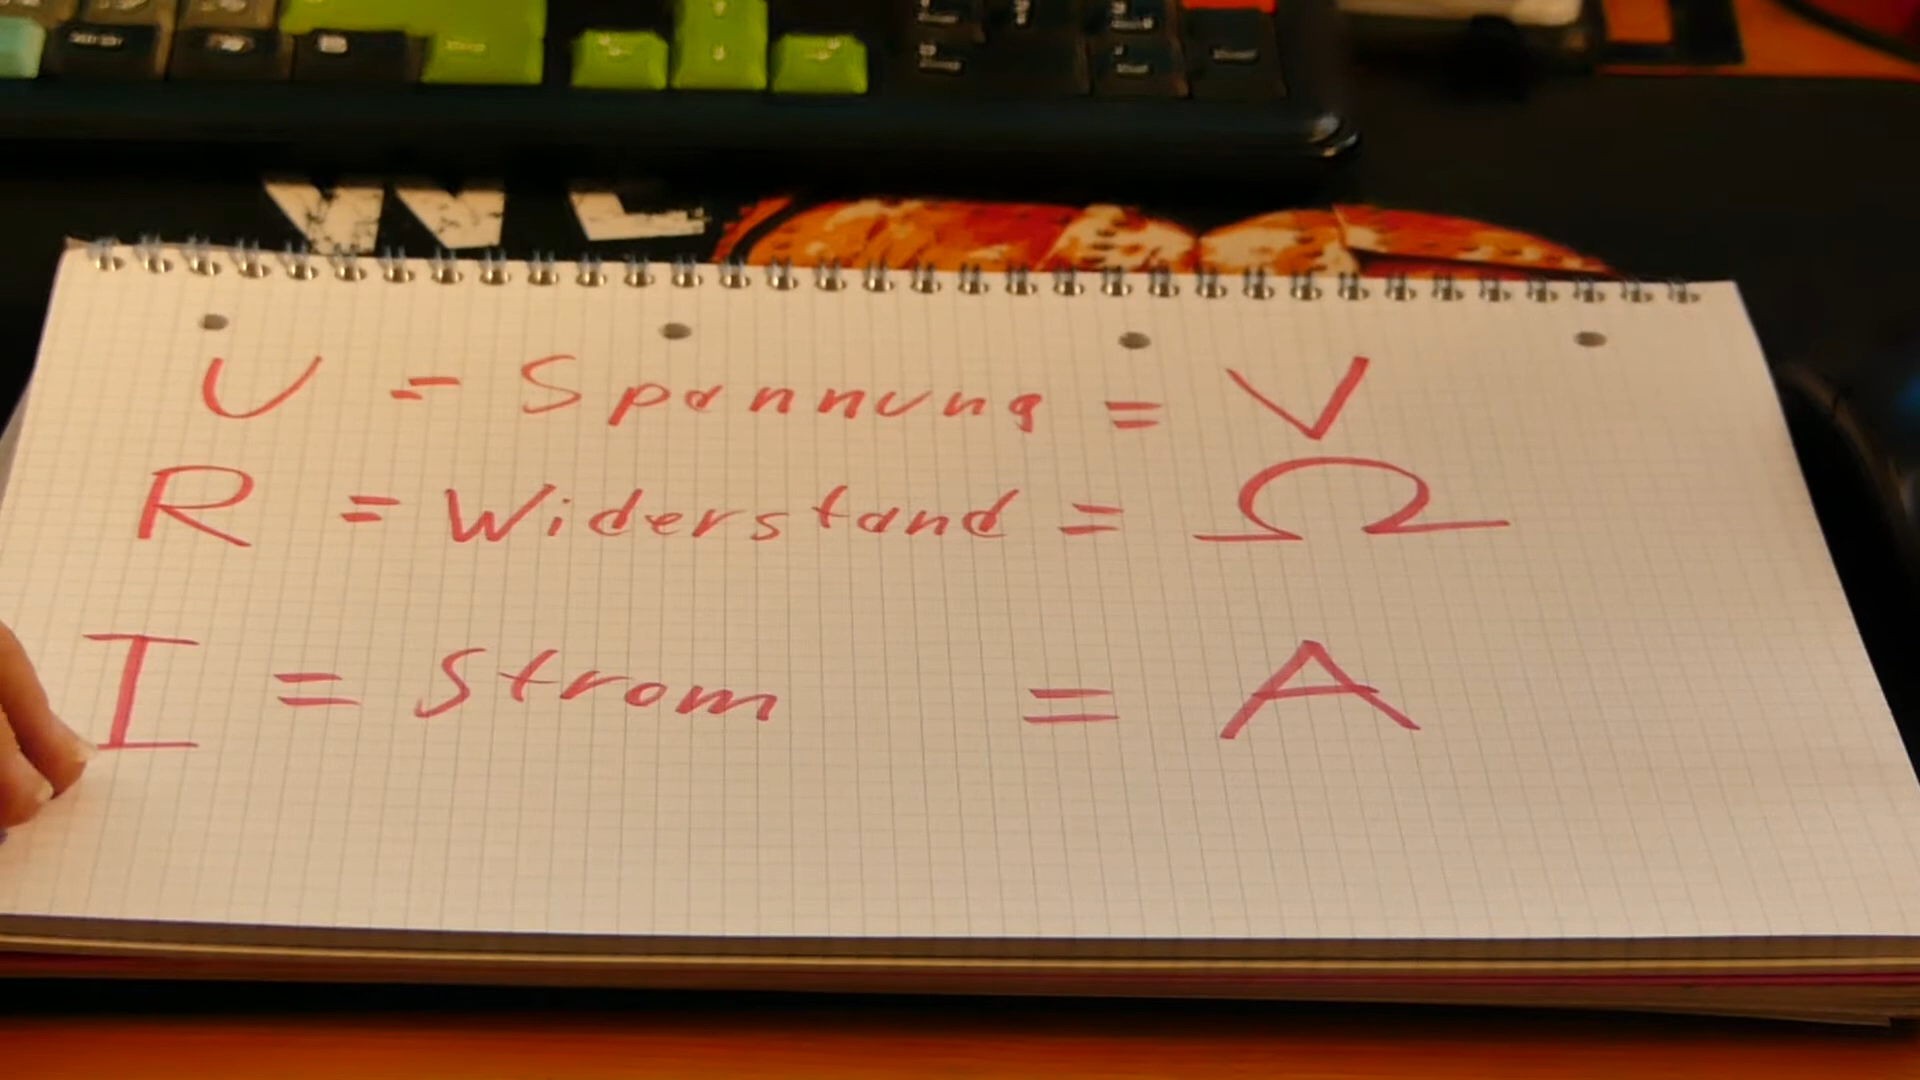 U = Spannung = V
R = Widerstand = Ω
I = Strom = A